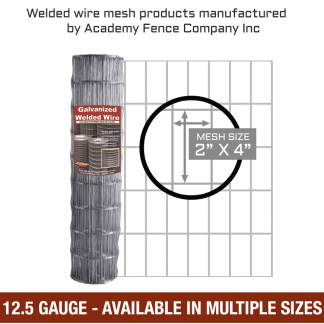 Welded wire mesh products manufactured
by Academy Fence Company Inc
Galvanized
Welded Wire
MESH SIZE
2" X 4"
12.5 GAUGE - AVAILABLE IN MULTIPLE SIZES